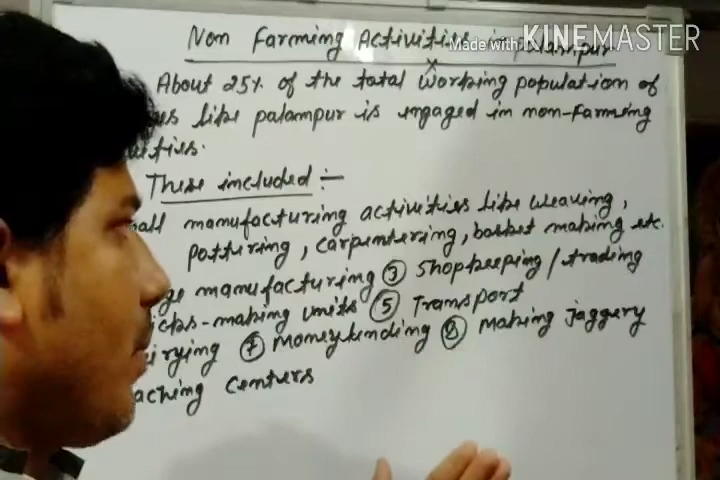 Non Farming Activities in Palampur
Made with KINEMASTER
About 25% of the total working population of
like palampur is engaged in non-farming
These included :-
manufacturing activities like weaving,
pottering, carpentering, basket making etc.
manufacturing ③ Shopkeeping / trading
-making units ⑤ Transport
⑦ Moneylending ⑧ Making jaggery
centers